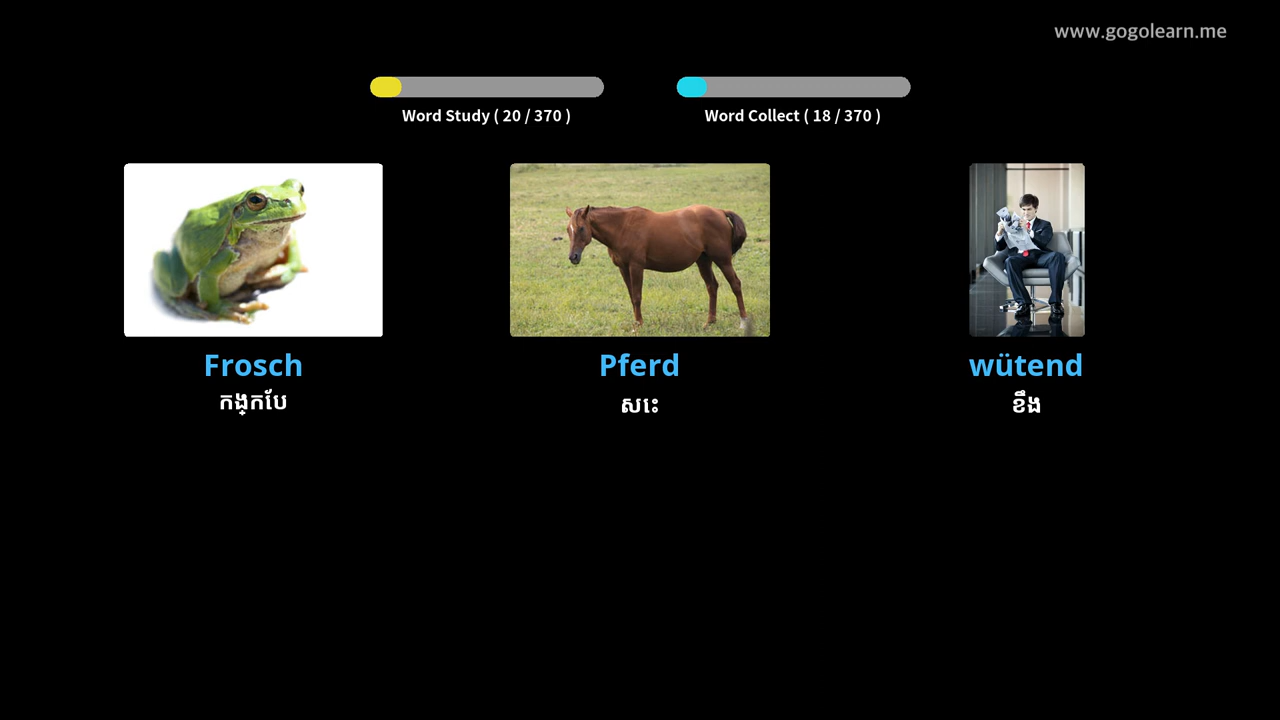 www.gogolearn.me
Word Study ( 20 / 370 )
Word Collect ( 18 / 370 )
Frosch
Pferd
wütend
កង្កែប
សេះ
ខឹង